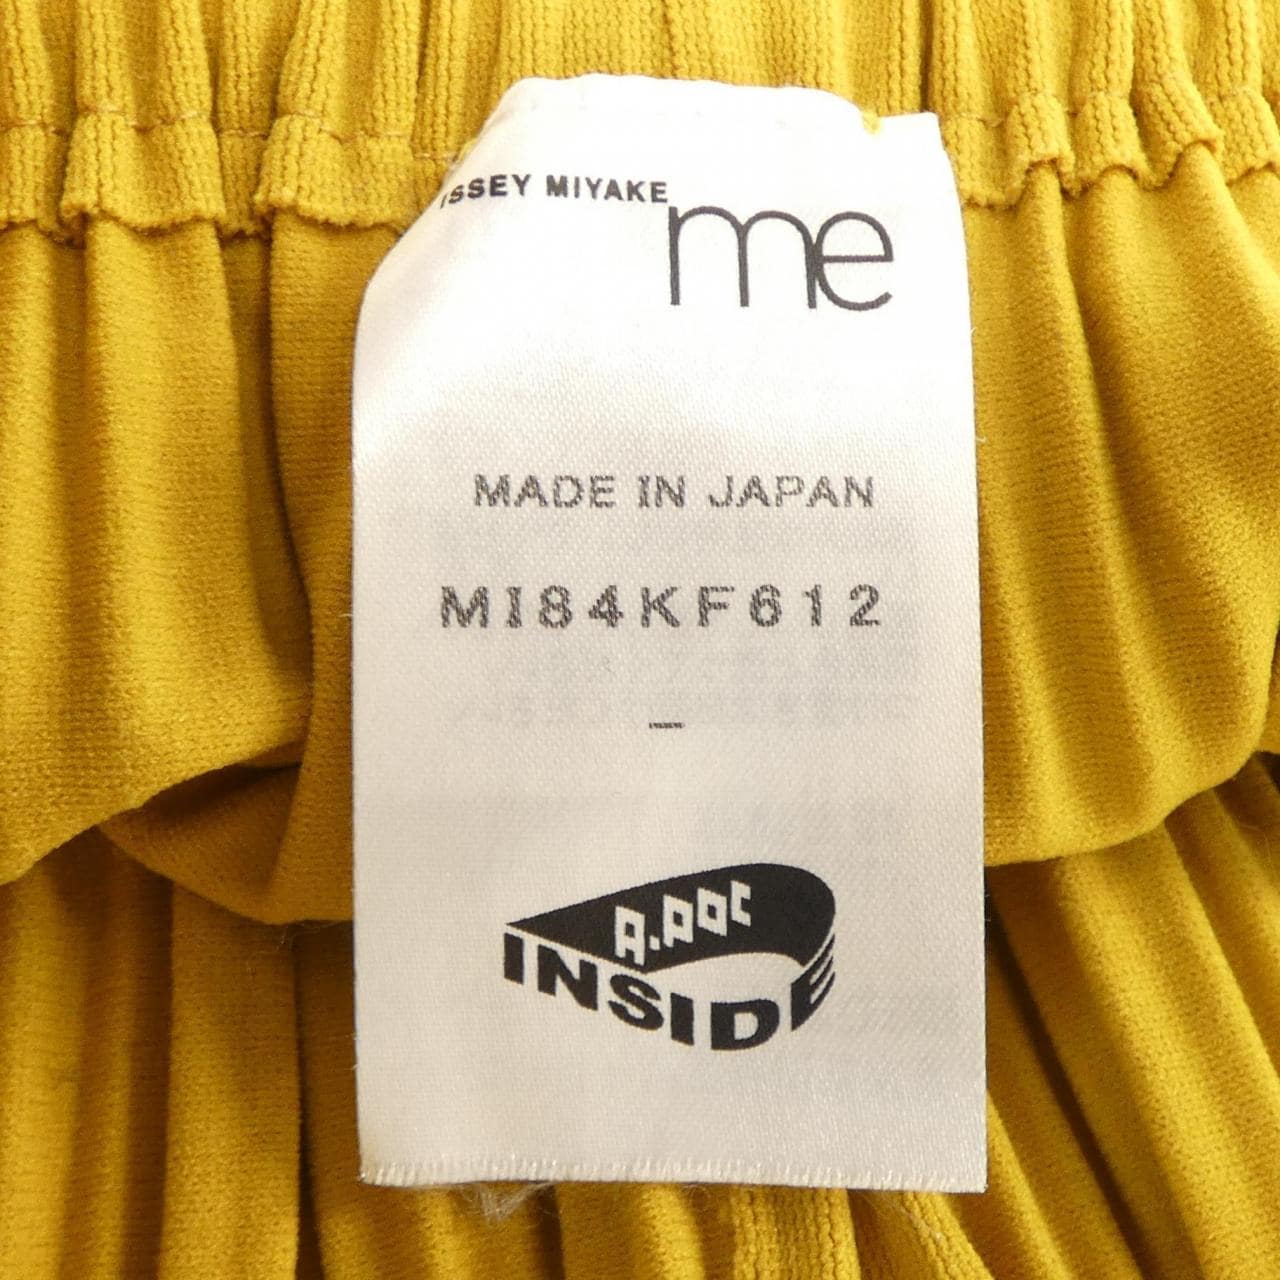 ISSEY MIYAKE
me
MADE IN JAPAN
MI84KF612
–
A.POC
INSIDE